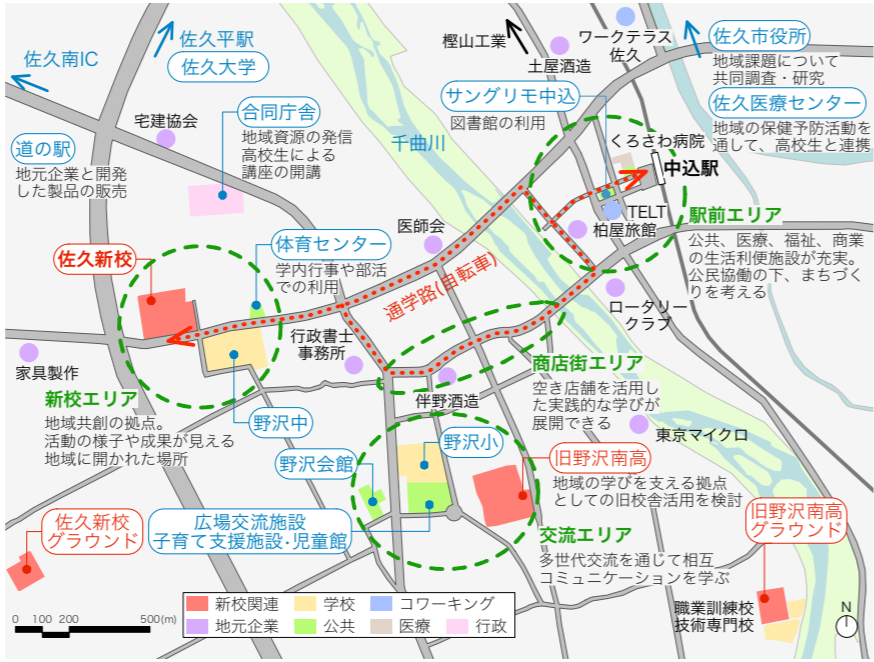 佐久南IC
佐久平駅
佐久大学
樫山工業
土屋酒造
ワークテラス
佐久
佐久市役所
地域課題について
共同調査・研究
宅建協会
合同庁舎
地域資源の発信
高校生による
講座の開講
サングリモ中込
図書館の利用
佐久医療センター
地域の保健予防活動を
通して、高校生と連携
道の駅
地元企業と開発
した製品の販売
千曲川
くろさわ病院
中込駅
TELT
柏屋旅館
駅前エリア
公共、医療、福祉、商業
の生活利便施設が充実。
公民協働の下、まちづく
りを考える
医師会
体育センター
学内行事や部活
での利用
佐久新校
通学路(自転車)
ロータリー
クラブ
行政書士
事務所
家具製作
新校エリア
地域共創の拠点。
活動の様子や成果が見える
地域に開かれた場所
野沢中
伴野酒造
商店街エリア
空き店舗を活用し
た実践的な学びが
展開できる
東京マイクロ
野沢会館
野沢小
旧野沢南高
地域の学びを支える拠点
としての旧校舎活用を検討
佐久新校
グラウンド
広場交流施設
子育て支援施設・児童館
交流エリア
多世代交流を通じて相互
コミュニケーションを学ぶ
旧野沢南高
グラウンド
職業訓練校
技術専門校
新校関連 学校 コワーキング
地元企業 公共 医療 行政
0 100 200 500(m)
N